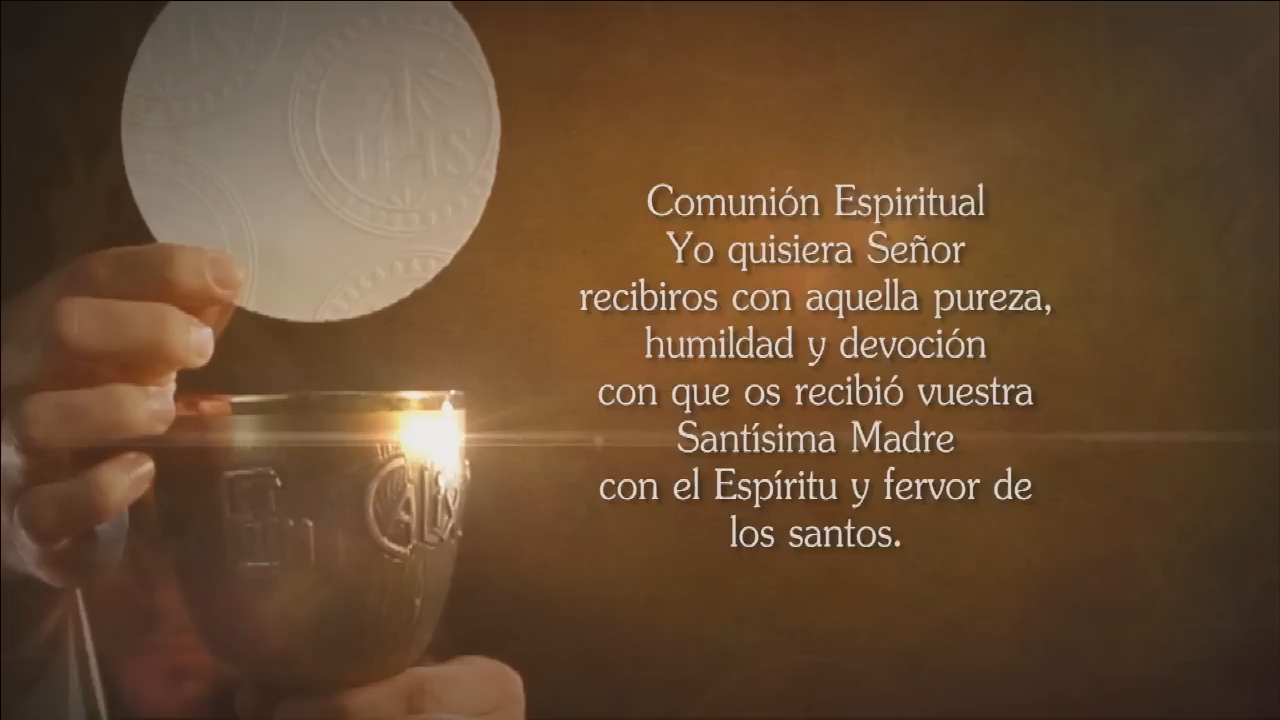 Comunión Espiritual
Yo quisiera Señor
recibiros con aquella pureza,
humildad y devoción
con que os recibió vuestra
Santísima Madre
con el Espíritu y fervor de
los santos.
IHS